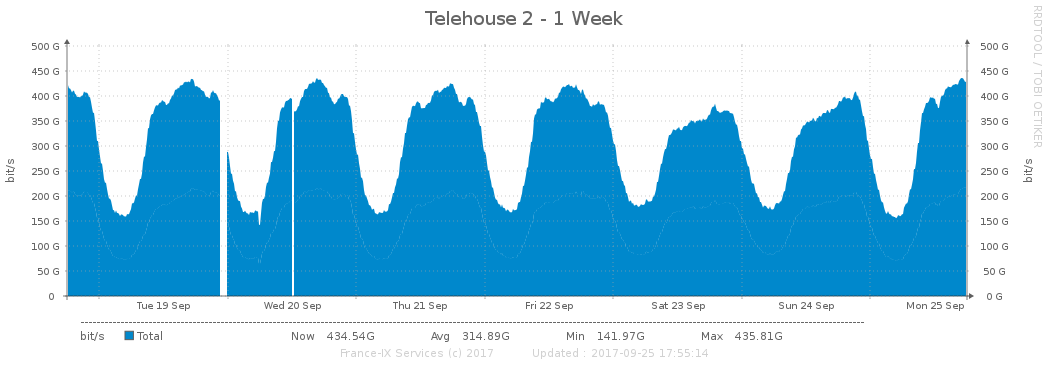 Telehouse 2 - 1 Week
RRDTOOL / TOBI OETIKER
500 G 500 G
450 G 450 G
400 G 400 G
350 G 350 G
300 G 300 G
250 G 250 G
200 G 200 G
150 G 150 G
100 G 100 G
50 G 50 G
0 0 G
bit/s
bit/s
Tue 19 Sep Wed 20 Sep Thu 21 Sep Fri 22 Sep Sat 23 Sep Sun 24 Sep Mon 25 Sep
bit/s Total Now 434.54G Avg 314.89G Min 141.97G Max 435.81G
France-IX Services (c) 2017 Updated : 2017-09-25 17:55:14